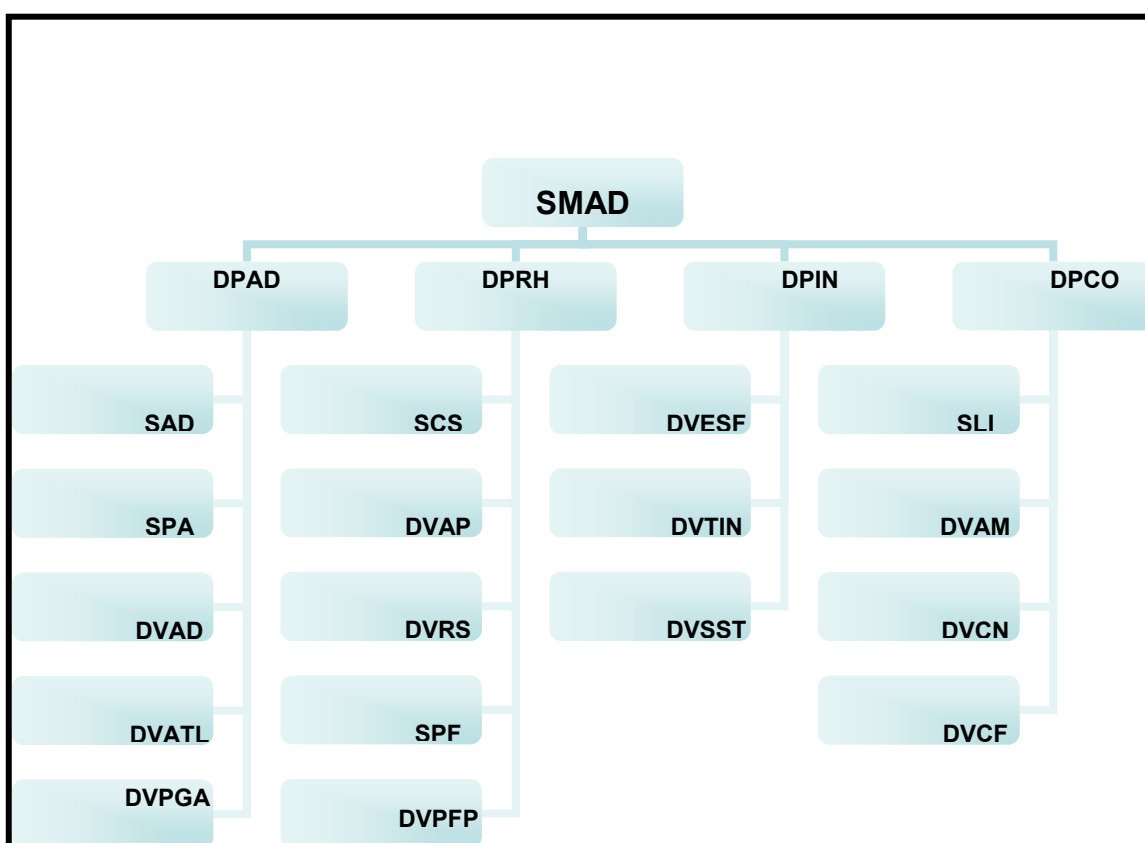 SMAD
DPAD DPRH DPIN DPCO
SAD SCS DVESF SLI
SPA DVAP DVTIN DVAM
DVAD DVRS DVSST DVCN
DVATL SPF DVCF
DVPGA DVPFP